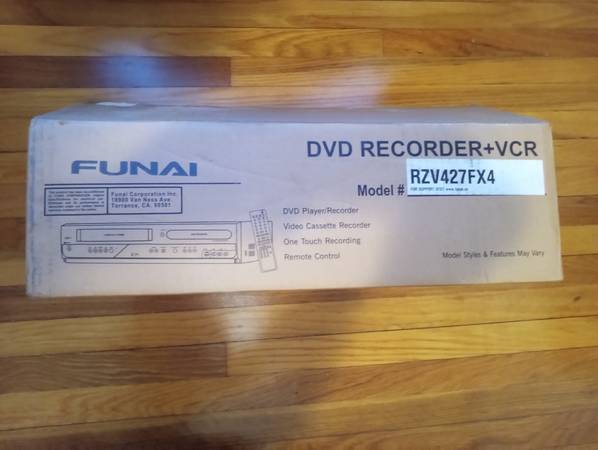 DVD RECORDER+VCR
FUNAI
RZV427FX4
Model #
Funai Corporation Inc.
19900 Van Ness Ave.
Torrance, CA. 90501
DVD Player/Recorder
Video Cassette Recorder
One Touch Recording
Remote Control
Model Styles & Features May Vary